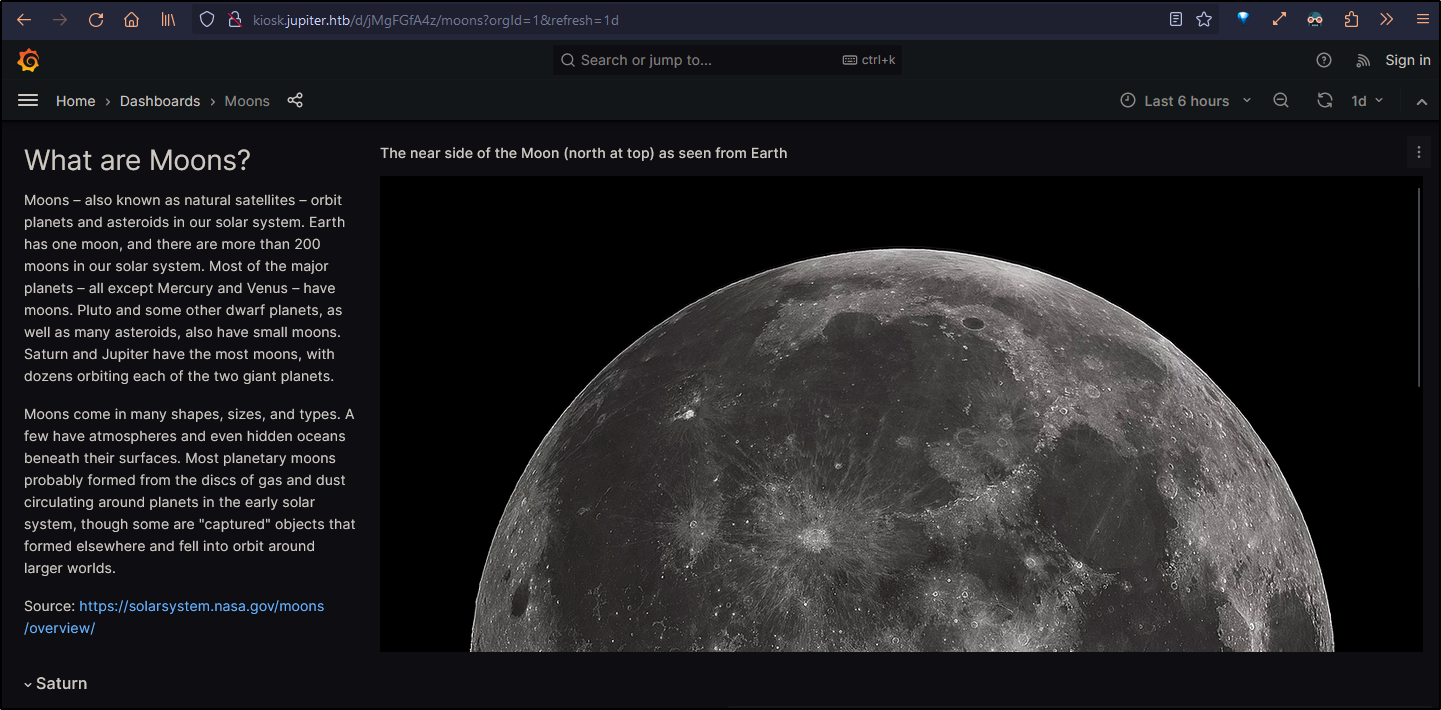 kiosk.jupiter.htb/d/jMgFGfA4z/moons?orgId=1&refresh=1d
Search or jump to... ctrl+k
Sign in
Home › Dashboards › Moons
Last 6 hours
1d
What are Moons?
Moons – also known as natural satellites – orbit
planets and asteroids in our solar system. Earth
has one moon, and there are more than 200
moons in our solar system. Most of the major
planets – all except Mercury and Venus – have
moons. Pluto and some other dwarf planets, as
well as many asteroids, also have small moons.
Saturn and Jupiter have the most moons, with
dozens orbiting each of the two giant planets.
Moons come in many shapes, sizes, and types. A
few have atmospheres and even hidden oceans
beneath their surfaces. Most planetary moons
probably formed from the discs of gas and dust
circulating around planets in the early solar
system, though some are "captured" objects that
formed elsewhere and fell into orbit around
larger worlds.
Source: https://solarsystem.nasa.gov/moons
/overview/
The near side of the Moon (north at top) as seen from Earth
Saturn